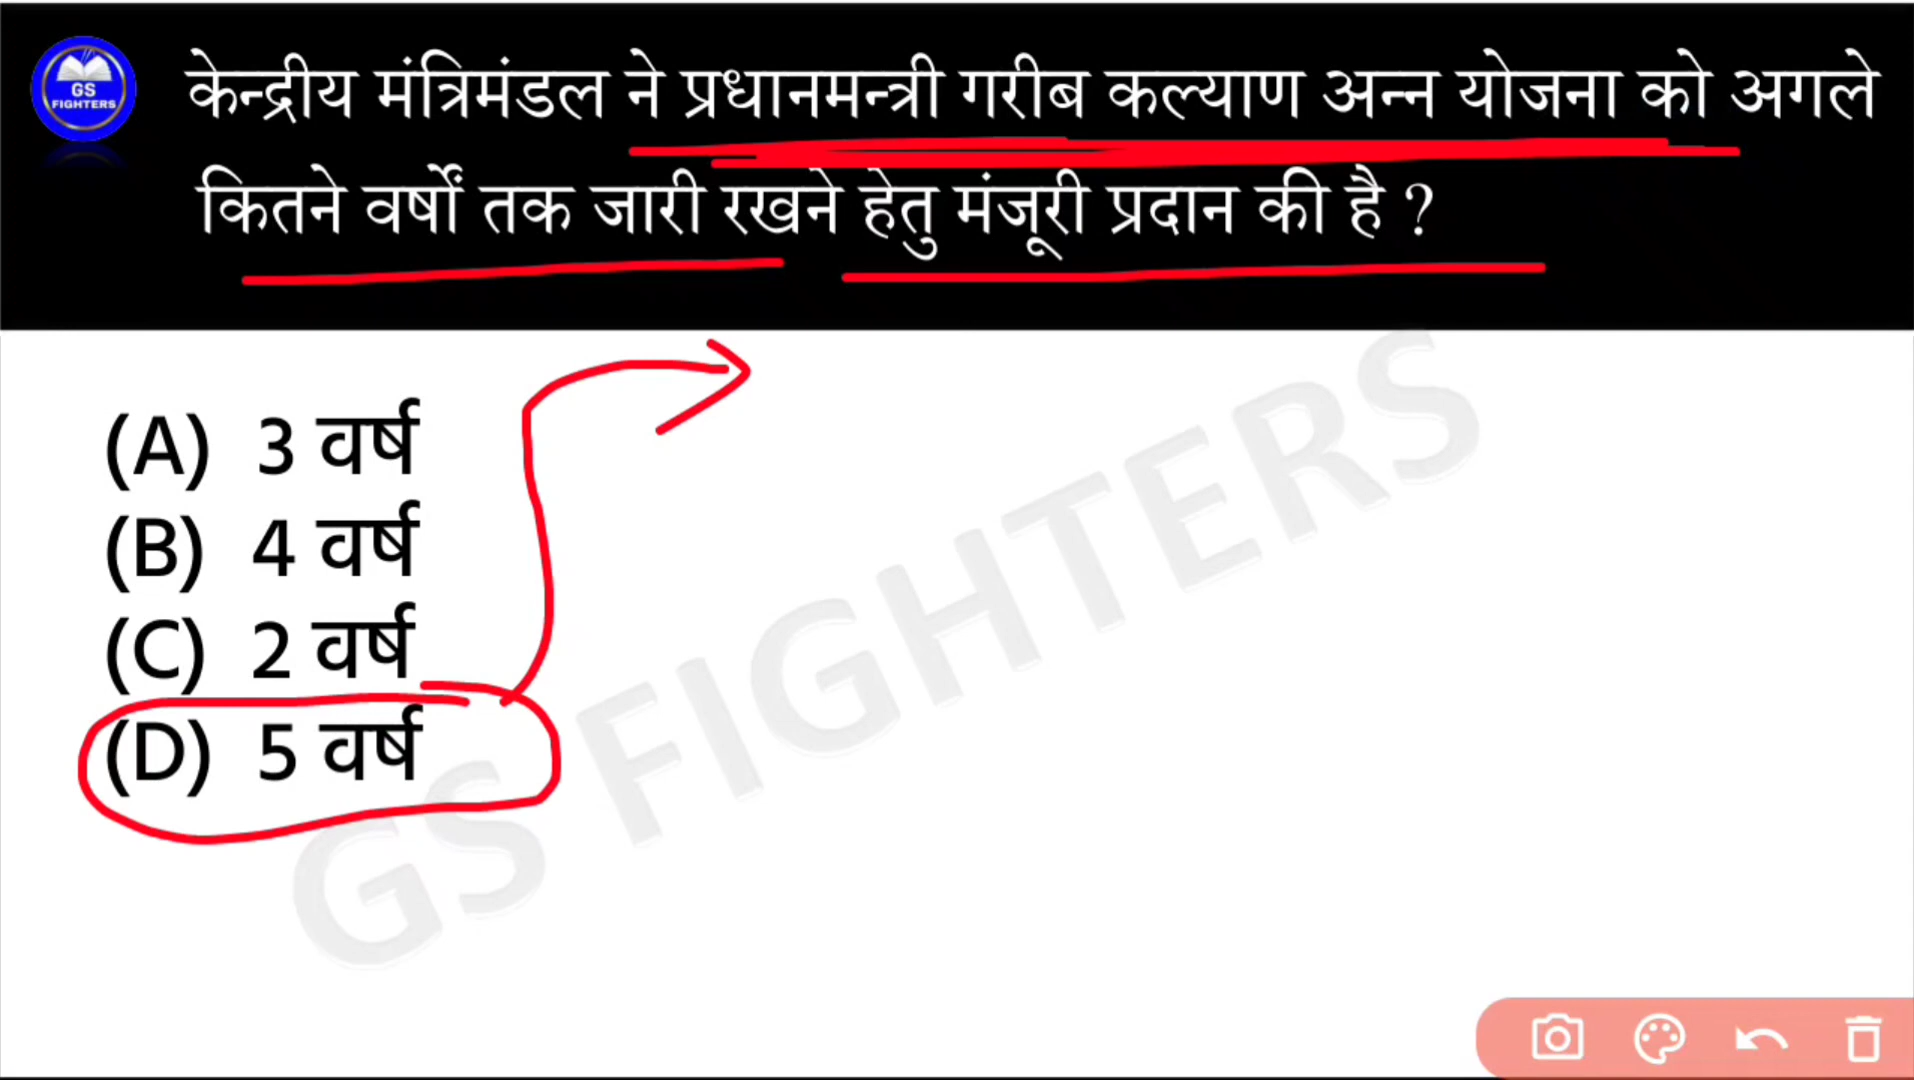 GS
FIGHTERS
केन्द्रीय मंत्रिमंडल ने प्रधानमन्त्री गरीब कल्याण अन्न योजना को अगले
कितने वर्षों तक जारी रखने हेतु मंजूरी प्रदान की है ?
(A) 3 वर्ष
(B) 4 वर्ष
(C) 2 वर्ष
(D) 5 वर्ष
GS FIGHTERS